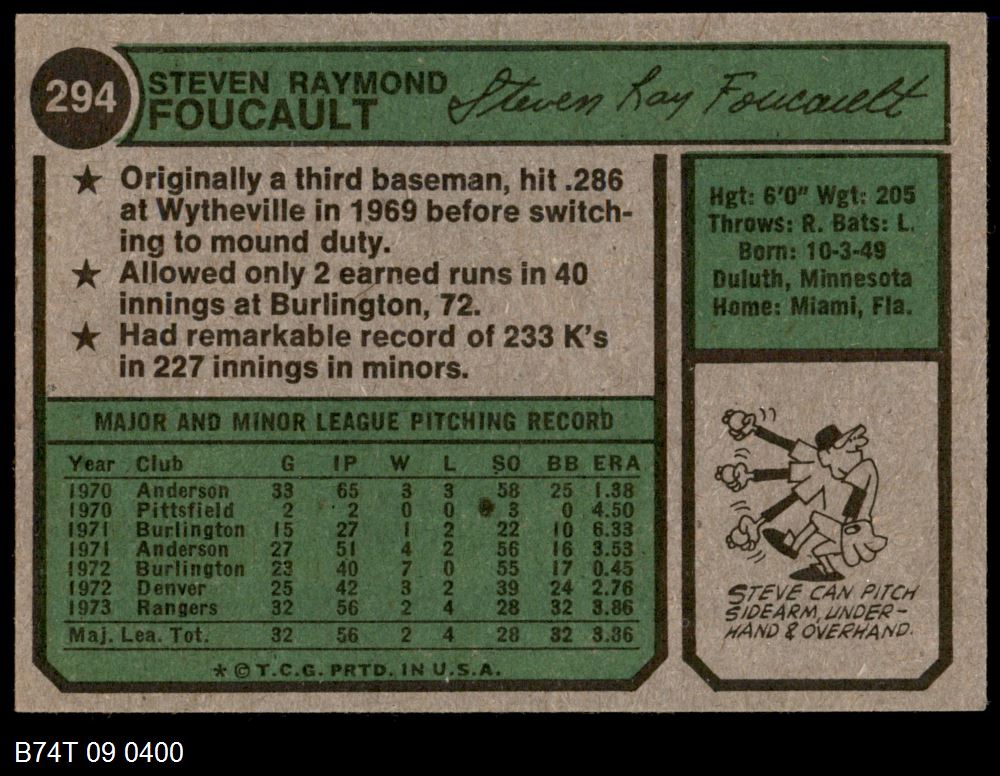 294
STEVEN RAYMOND
FOUCAULT
Steven Ray Foucault
★ Originally a third baseman, hit .286
at Wytheville in 1969 before switch-
ing to mound duty.
★ Allowed only 2 earned runs in 40
innings at Burlington, 72.
★ Had remarkable record of 233 K's
in 227 innings in minors.
Hgt: 6'0" Wgt: 205
Throws: R. Bats: L.
Born: 10-3-49
Duluth, Minnesota
Home: Miami, Fla.
MAJOR AND MINOR LEAGUE PITCHING RECORD
Year Club G IP W L SO BB ERA
1970 Anderson 33 65 3 3 58 25 1.38
1970 Pittsfield 2 2 0 0 3 0 4.50
1971 Burlington 15 27 1 2 22 10 6.33
1971 Anderson 27 51 4 2 56 16 3.53
1972 Burlington 23 40 7 0 55 17 0.45
1972 Denver 25 42 3 2 39 24 2.76
1973 Rangers 32 56 2 4 28 32 3.86
Maj. Lea. Tot. 32 56 2 4 28 32 3.86
* © T.C.G. PRTD. IN U.S.A.
STEVE CAN PITCH
SIDEARM, UNDER-
HAND & OVERHAND.
B74T 09 0400